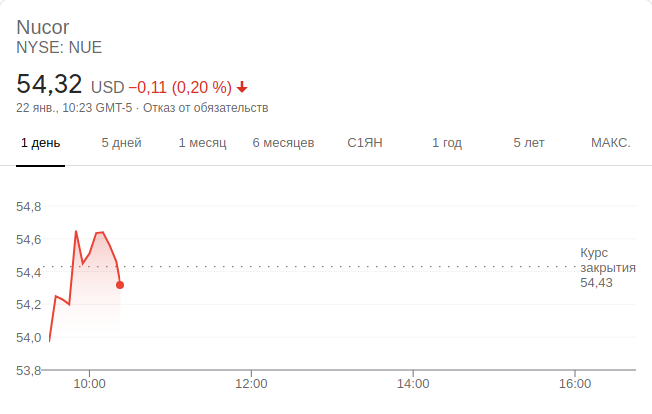 Nucor
NYSE: NUE
54,32 USD −0,11 (0,20 %)
22 янв., 10:23 GMT-5 · Отказ от обязательств
1 день 5 дней 1 месяц 6 месяцев С1ЯН 1 год 5 лет МАКС.
54,8
54,6
54,4
54,2
54,0
53,8
Курс
закрытия
54,43
10:00 12:00 14:00 16:00